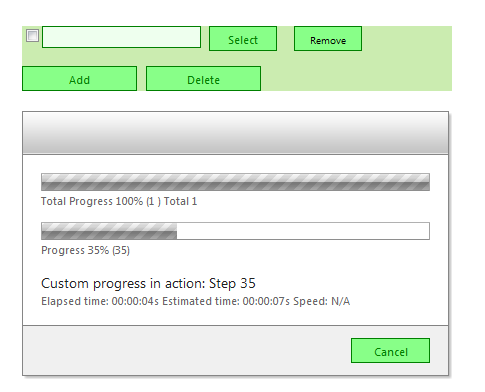 Select Remove
Add Delete
Total Progress 100% (1 ) Total 1
Progress 35% (35)
Custom progress in action: Step 35
Elapsed time: 00:00:04s Estimated time: 00:00:07s Speed: N/A
Cancel